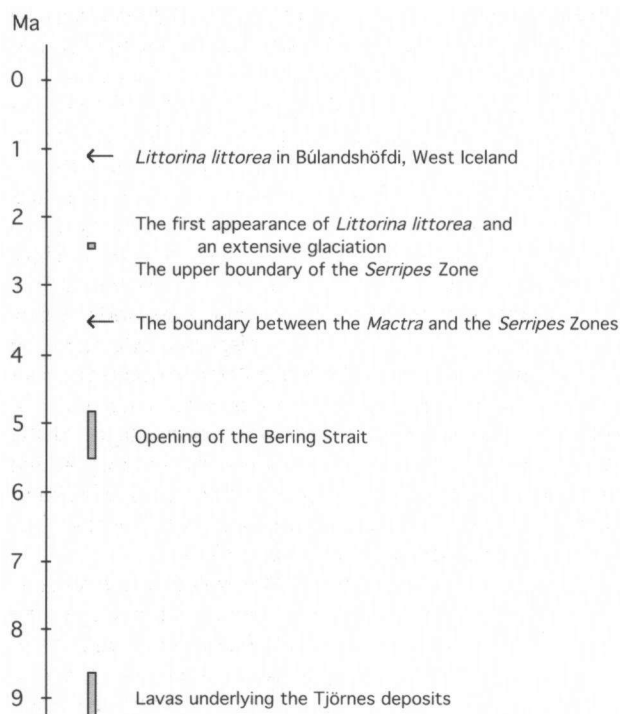 Ma
0
1
Littorina littorea in Búlandshöfdi, West Iceland
2
The first appearance of Littorina littorea and
an extensive glaciation
The upper boundary of the Serripes Zone
3
The boundary between the Mactra and the Serripes Zones
4
5
Opening of the Bering Strait
6
7
8
9
Lavas underlying the Tjörnes deposits